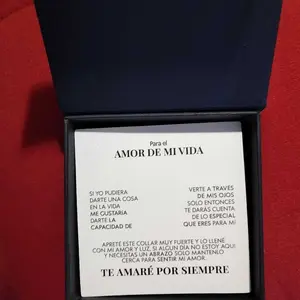 Para el
AMOR DE MI VIDA
SI YO PUDIERA
DARTE UNA COSA
EN LA VIDA
ME GUSTARIA
DARTE LA
CAPACIDAD DE
VERTE A TRAVÉS
DE MIS OJOS
SOLO ENTONCES
TE DARÁS CUENTA
DE LO ESPECIAL
QUE ERES PARA MI
APRETE ESTE COLLAR MUY FUERTE Y LO LLENÉ
CON MI AMOR Y LUZ. SI ALGUN DÍA NO ESTOY AQUI
Y NECESITAS UN ABRAZO SOLO MANTENLO
CERCA PARA SENTIR MI AMOR.
TE AMARÉ POR SIEMPRE